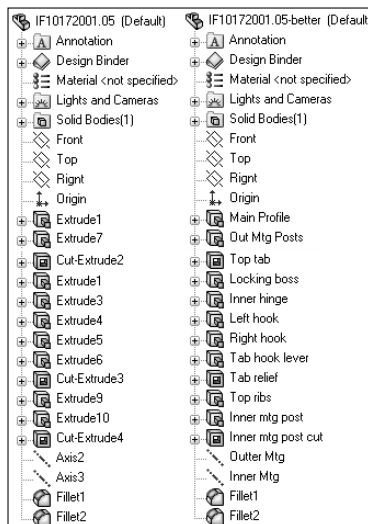 IF10172001.05 (Default)
Annotation
Design Binder
Material <not specified>
Lights and Cameras
Solid Bodies(1)
Front
Top
Rignt
Origin
Extrude1
Extrude7
Cut-Extrude2
Extrude1
Extrude3
Extrude4
Extrude5
Extrude6
Cut-Extrude3
Extrude9
Extrude10
Cut-Extrude4
Axis2
Axis3
Fillet1
Fillet2
IF10172001.05-better (Default
Annotation
Design Binder
Material <not specified>
Lights and Cameras
Solid Bodies(1)
Front
Top
Rignt
Origin
Main Profile
Out Mtg Posts
Top tab
Locking boss
Inner hinge
Left hook
Right hook
Tab hook lever
Tab relief
Top ribs
Inner mtg post
Inner mtg post cut
Outter Mtg
Inner Mtg
Fillet1
Fillet2